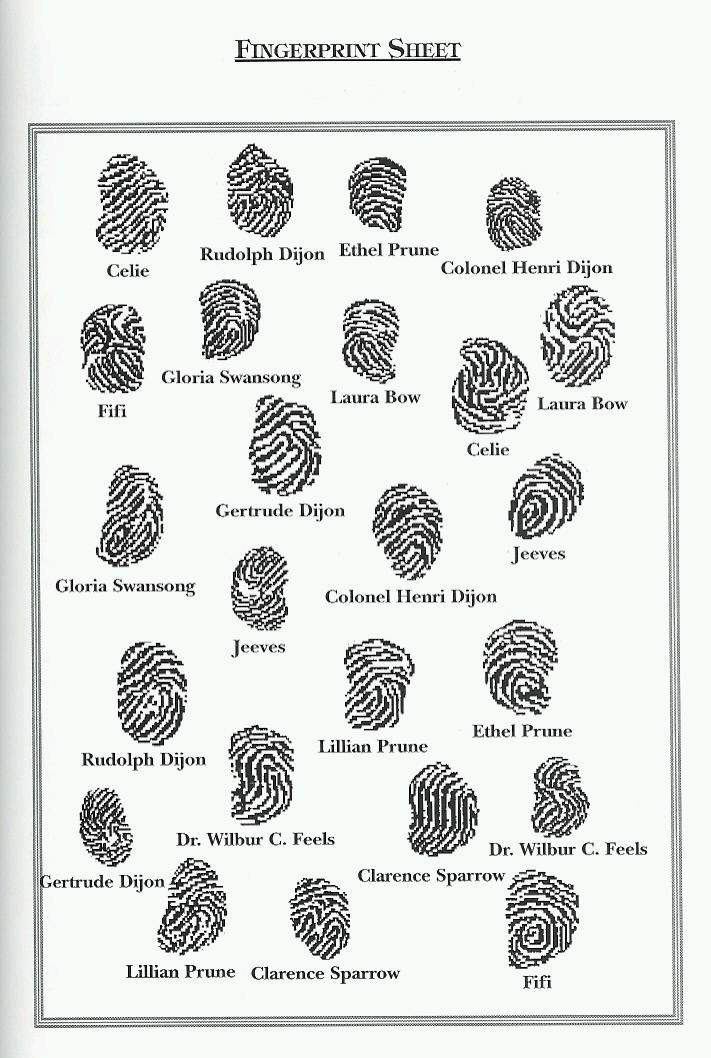 FINGERPRINT SHEET
Celie
Rudolph Dijon
Ethel Prune
Colonel Henri Dijon
Fifi
Gloria Swansong
Laura Bow
Laura Bow
Celie
Gertrude Dijon
Gloria Swansong
Jeeves
Colonel Henri Dijon
Jeeves
Rudolph Dijon
Lillian Prune
Ethel Prune
Gertrude Dijon
Dr. Wilbur C. Feels
Clarence Sparrow
Dr. Wilbur C. Feels
Lillian Prune
Clarence Sparrow
Fifi